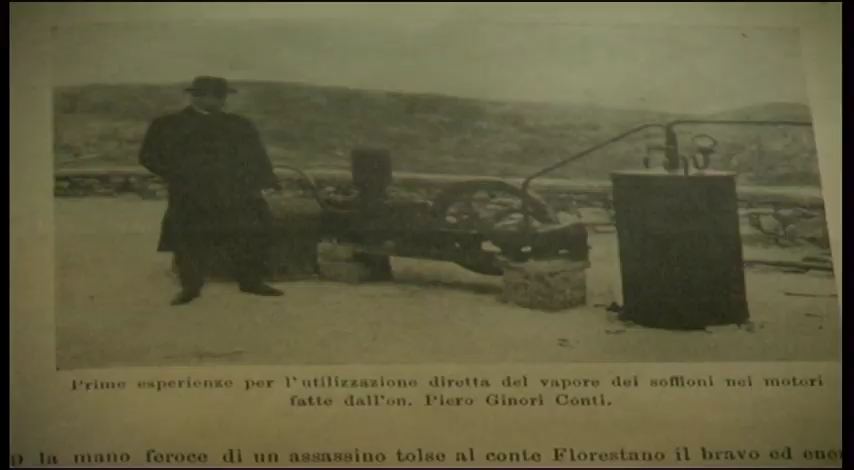 Prime esperienze per l'utilizzazione diretta del vapore dei soffioni nei motori
fatte dall'on. Piero Ginori Conti.
la mano feroce di un assassino tolse al conte Florestano il bravo ed